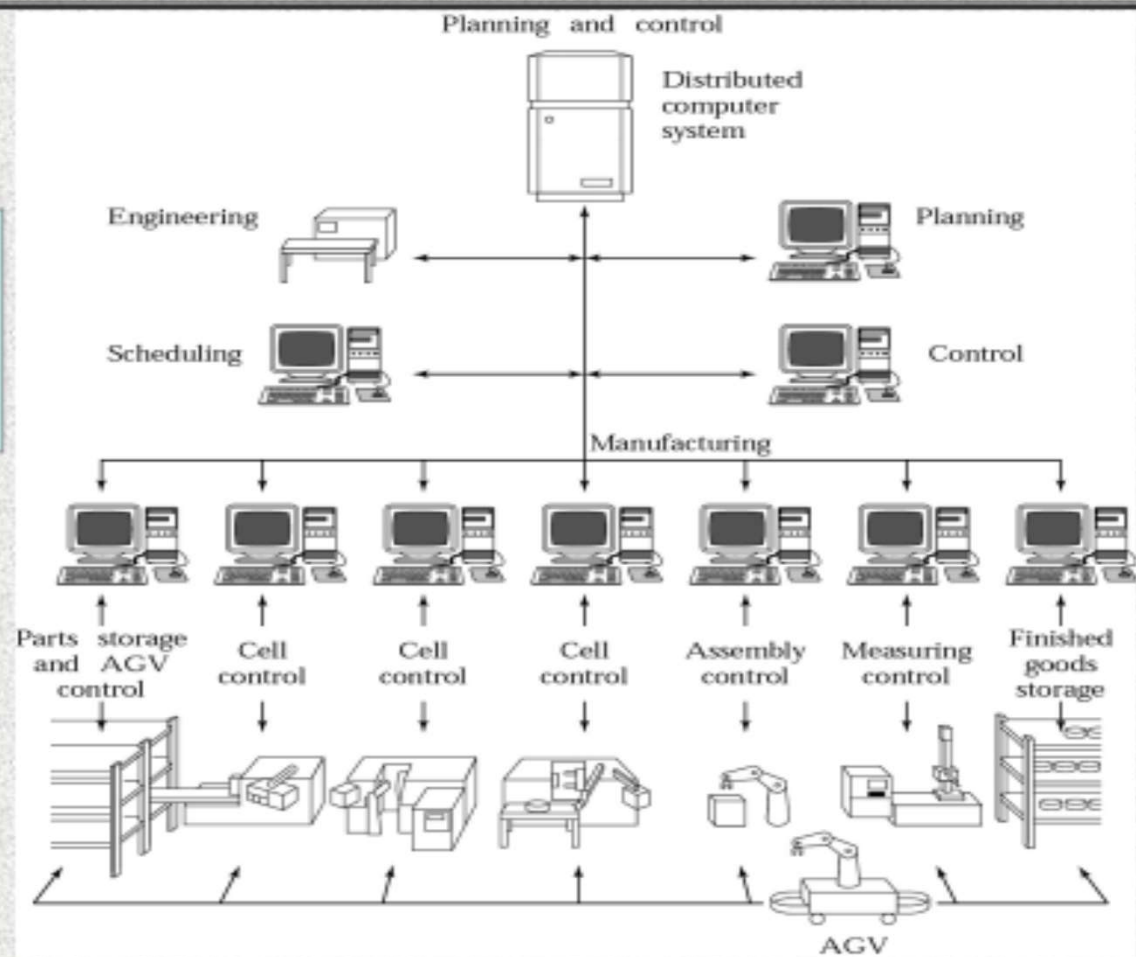 Planning and control
Distributed
computer
system
Engineering
Planning
Scheduling
Control
Manufacturing
Parts storage
and AGV
control
Cell
control
Cell
control
Cell
control
Assembly
control
Measuring
control
Finished
goods
storage
AGV